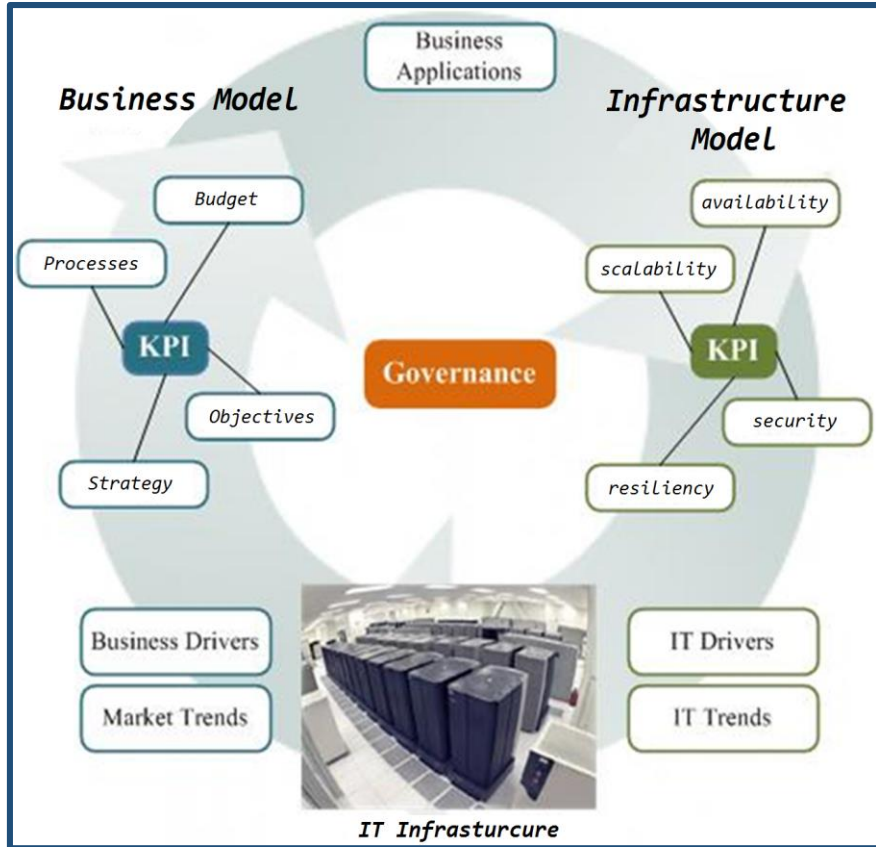 Business
Applications
Business Model
Infrastructure
Model
Budget
Processes
KPI
Objectives
Strategy
Governance
availability
scalability
KPI
security
resiliency
Business Drivers
Market Trends
IT Drivers
IT Trends
IT Infrasturcure